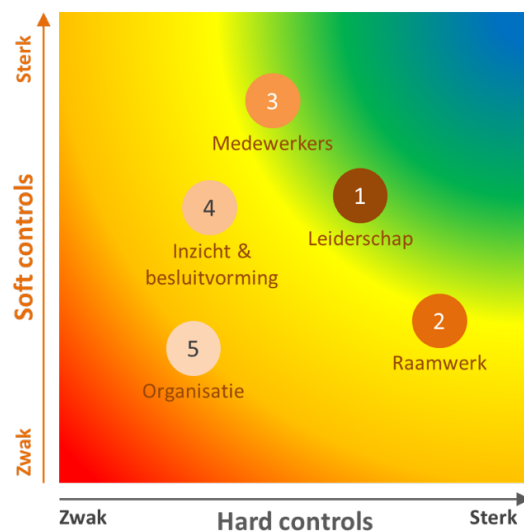 Sterk
Soft controls
Zwak
3
Medewerkers
1
Leiderschap
4
Inzicht &
besluitvorming
2
Raamwerk
5
Organisatie
Zwak
Hard controls
Sterk